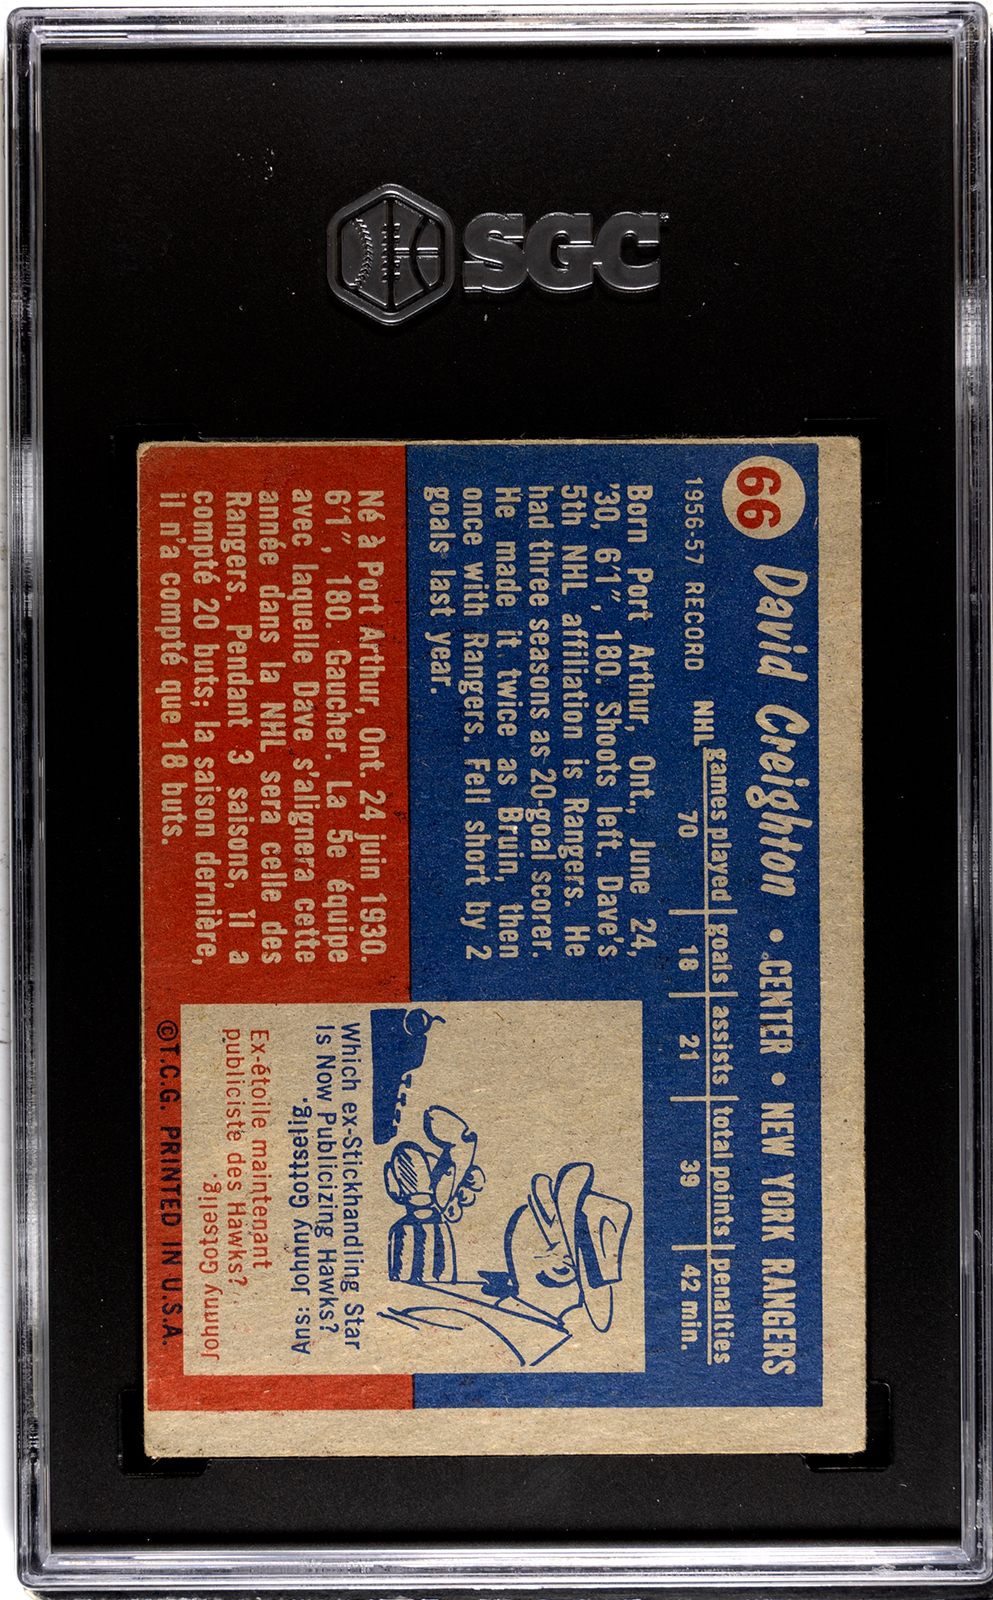 SGC
66
David Creighton • CENTER • NEW YORK RANGERS
1956-57 RECORD
games played goals assists total points penalties
NHL 70 18 21 39 42 min.
Born Port Arthur, Ont., June 24,
'30, 6'1", 180. Shoots left. Dave's
5th NHL affiliation is Rangers. He
had three seasons as 20-goal scorer.
He made it twice as Bruin, then
once with Rangers. Fell short by 2
goals last year.
Né à Port Arthur, Ont. 24 juin 1930.
6'1", 180. Gaucher. La 5e équipe
avec laquelle Dave s'alignera cette
année dans la NHL sera celle des
Rangers. Pendant 3 saisons, il a
compté 20 buts; la saison dernière,
il n'a compté que 18 buts.
Which ex-Stickhandling Star
Is Now Publicizing Hawks?
Ans: Johnny Gottselig.
Ex-étoile maintenant
publiciste des Hawks?
Johnny Gottselig.
©T.C.G. PRINTED IN U.S.A.